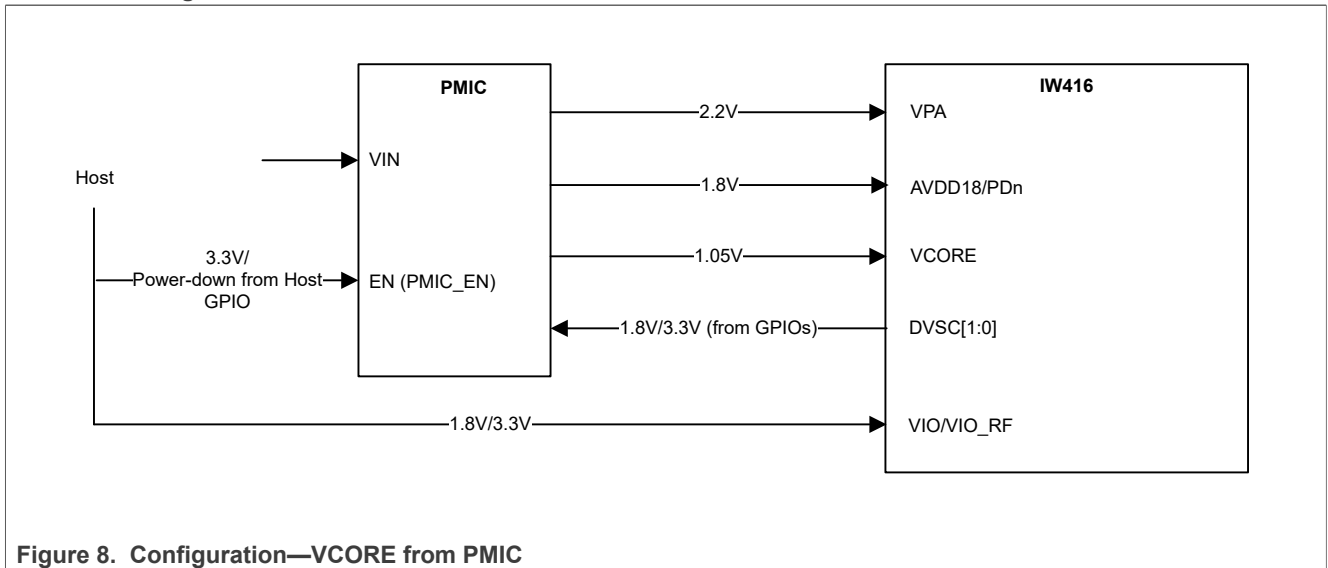 PMIC
IW416
2.2V
VPA
VIN
Host
1.8V
AVDD18/PDn
3.3V/
Power-down from Host
GPIO
EN (PMIC_EN)
1.05V
VCORE
1.8V/3.3V (from GPIOs)
DVSC[1:0]
1.8V/3.3V
VIO/VIO_RF
Figure 8. Configuration—VCORE from PMIC